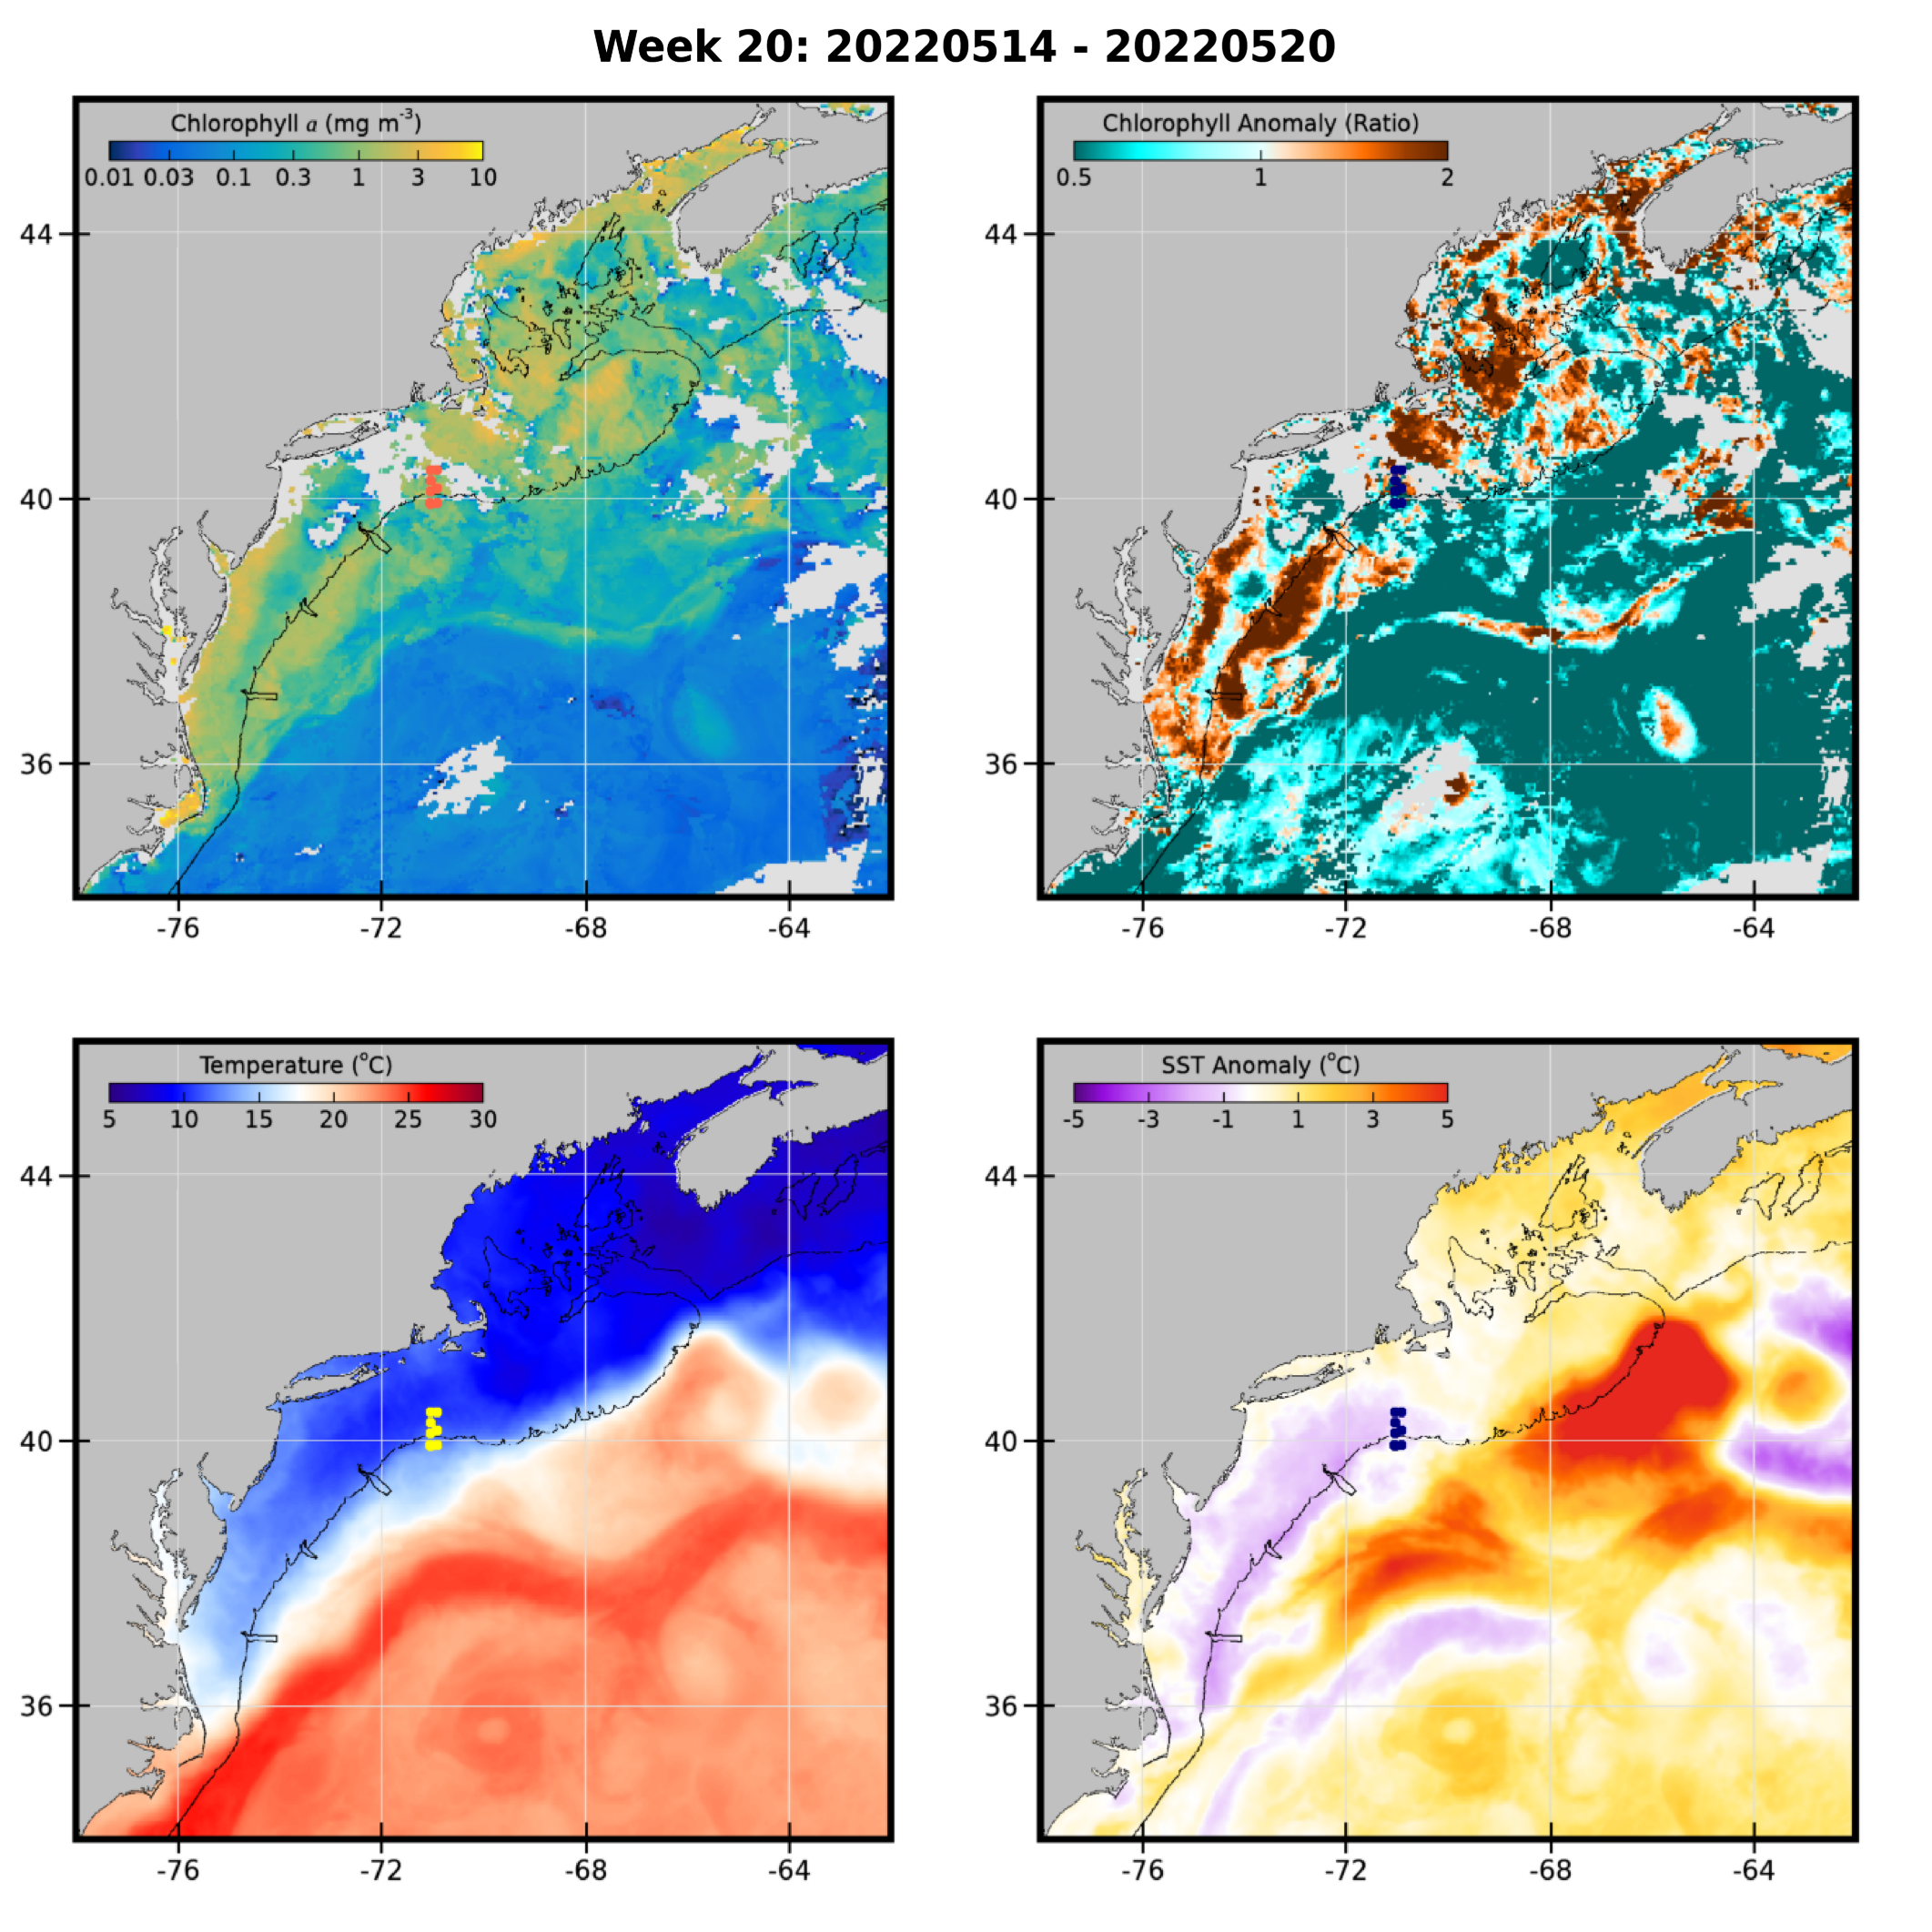 Week 20: 20220514 - 20220520
Chlorophyll a (mg m-3)
0.01 0.03 0.1 0.3 1 3 10
44
40
36
-76 -72 -68 -64
Chlorophyll Anomaly (Ratio)
0.5 1 2
44
40
36
-76 -72 -68 -64
Temperature (oC)
5 10 15 20 25 30
44
40
36
-76 -72 -68 -64
SST Anomaly (oC)
-5 -3 -1 1 3 5
44
40
36
-76 -72 -68 -64